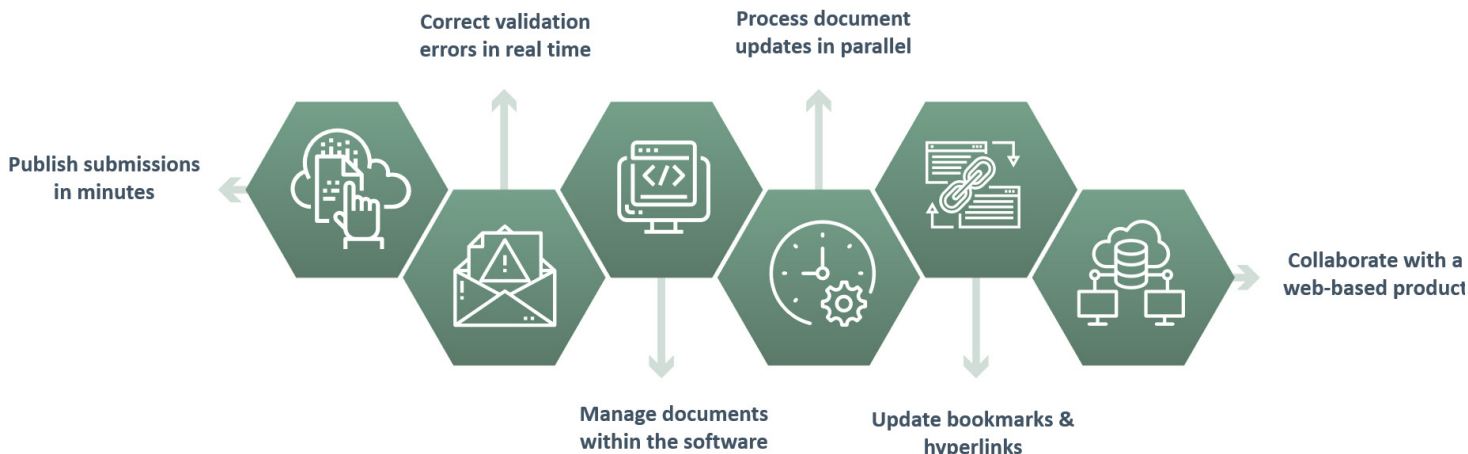 Publish submissions
in minutes
Correct validation
errors in real time
Manage documents
within the software
Process document
updates in parallel
Update bookmarks &
hyperlinks
Collaborate with a
web-based product